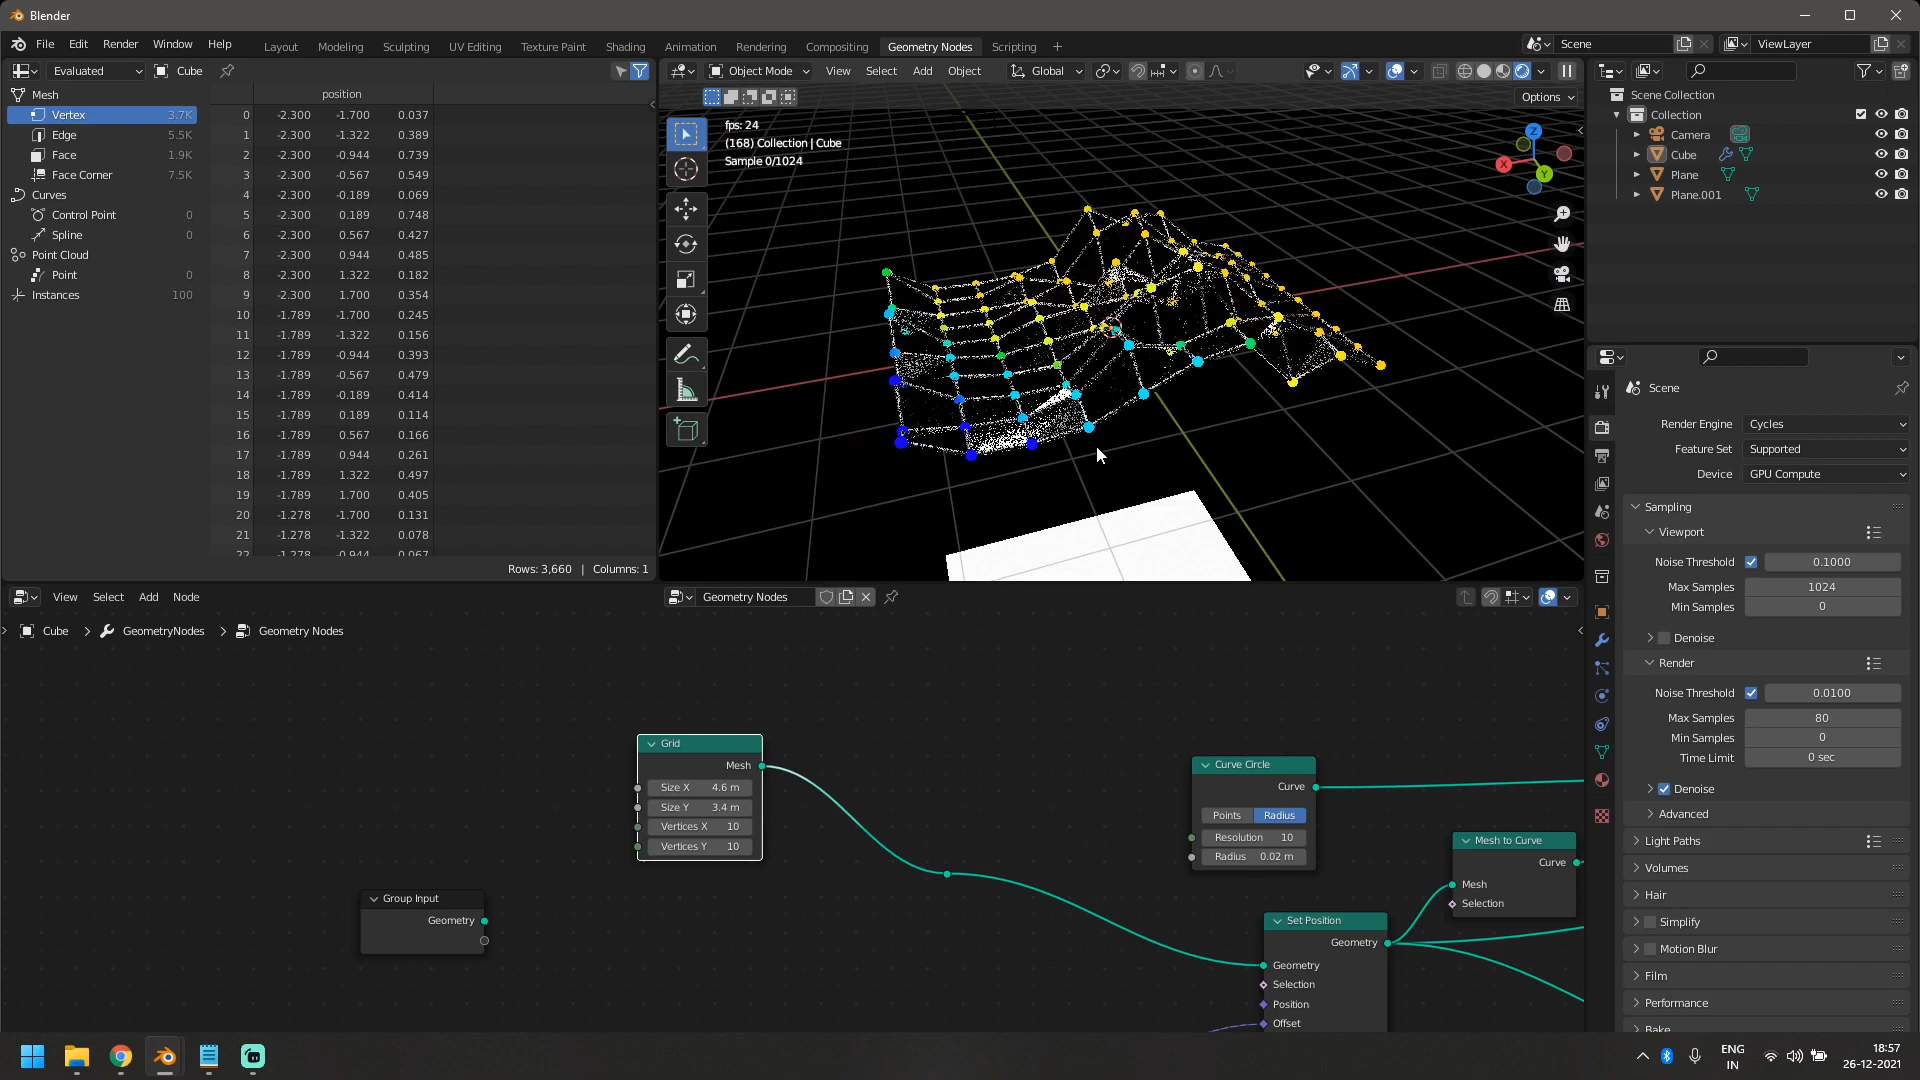 Blender
File Edit Render Window Help
Layout Modeling Sculpting UV Editing Texture Paint Shading Animation Rendering Compositing Geometry Nodes Scripting +
Scene
ViewLayer
Evaluated
Cube
Mesh
Vertex 3.7K
Edge 5.5K
Face 1.9K
Face Corner 7.5K
Curves
Control Point 0
Spline 0
Point Cloud
Point 0
Instances 100
position
0 -2.300 -1.700 0.037
1 -2.300 -1.322 0.389
2 -2.300 -0.944 0.739
3 -2.300 -0.567 0.549
4 -2.300 -0.189 0.069
5 -2.300 0.189 0.748
6 -2.300 0.567 0.427
7 -2.300 0.944 0.485
8 -2.300 1.322 0.182
9 -2.300 1.700 0.354
10 -1.789 -1.700 0.245
11 -1.789 -1.322 0.156
12 -1.789 -0.944 0.393
13 -1.789 -0.567 0.479
14 -1.789 -0.189 0.414
15 -1.789 0.189 0.114
16 -1.789 0.567 0.166
17 -1.789 0.944 0.261
18 -1.789 1.322 0.497
19 -1.789 1.700 0.405
20 -1.278 -1.700 0.131
21 -1.278 -1.322 0.078
22 -1.278 -0.944 0.067
Rows: 3,660 | Columns: 1
Object Mode View Select Add Object Global
Options
fps: 24
(168) Collection | Cube
Sample 0/1024
Z
X
Y
Scene Collection
Collection
Camera
Cube
Plane
Plane.001
Scene
Render Engine Cycles
Feature Set Supported
Device GPU Compute
Sampling
Viewport
Noise Threshold 0.1000
Max Samples 1024
Min Samples 0
Denoise
Render
Noise Threshold 0.0100
Max Samples 80
Min Samples 0
Time Limit 0 sec
Denoise
Advanced
Light Paths
Volumes
Hair
Simplify
Motion Blur
Film
Performance
Bake
View Select Add Node
Geometry Nodes
Cube > GeometryNodes > Geometry Nodes
Grid
Mesh
Size X 4.6 m
Size Y 3.4 m
Vertices X 10
Vertices Y 10
Group Input
Geometry
Curve Circle
Curve
Points Radius
Resolution 10
Radius 0.02 m
Mesh to Curve
Curve
Mesh
Selection
Set Position
Geometry
Geometry
Selection
Position
Offset
ENG
IN
18:57
26-12-2021